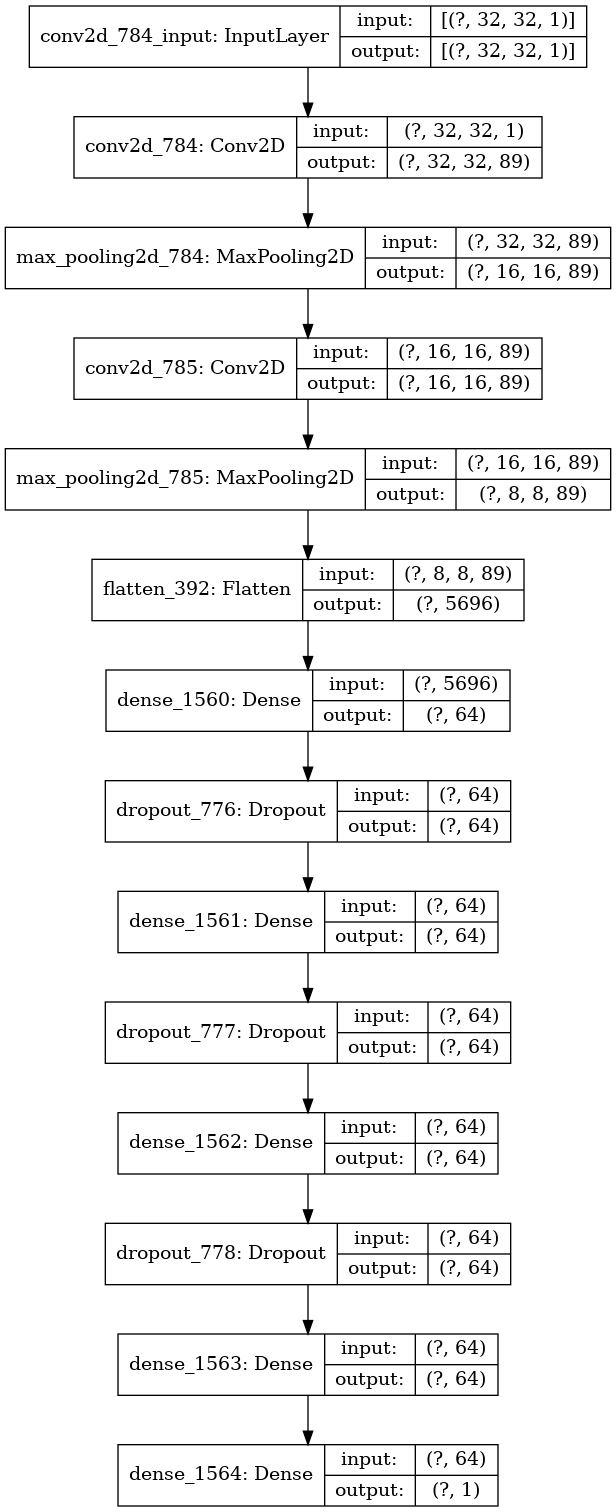 conv2d_784_input: InputLayer
input: [(?, 32, 32, 1)]
output: [(?, 32, 32, 1)]
conv2d_784: Conv2D
input: (?, 32, 32, 1)
output: (?, 32, 32, 89)
max_pooling2d_784: MaxPooling2D
input: (?, 32, 32, 89)
output: (?, 16, 16, 89)
conv2d_785: Conv2D
input: (?, 16, 16, 89)
output: (?, 16, 16, 89)
max_pooling2d_785: MaxPooling2D
input: (?, 16, 16, 89)
output: (?, 8, 8, 89)
flatten_392: Flatten
input: (?, 8, 8, 89)
output: (?, 5696)
dense_1560: Dense
input: (?, 5696)
output: (?, 64)
dropout_776: Dropout
input: (?, 64)
output: (?, 64)
dense_1561: Dense
input: (?, 64)
output: (?, 64)
dropout_777: Dropout
input: (?, 64)
output: (?, 64)
dense_1562: Dense
input: (?, 64)
output: (?, 64)
dropout_778: Dropout
input: (?, 64)
output: (?, 64)
dense_1563: Dense
input: (?, 64)
output: (?, 64)
dense_1564: Dense
input: (?, 64)
output: (?, 1)